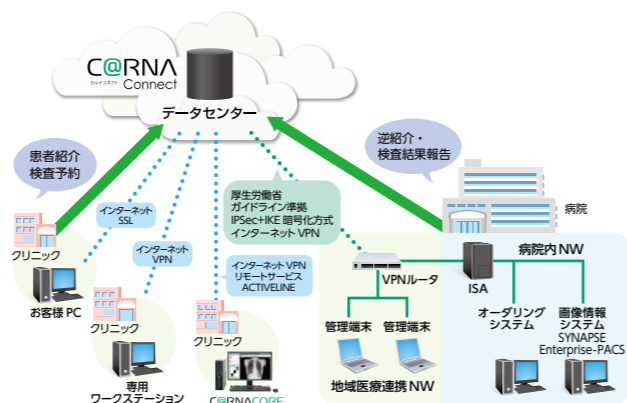 C@RNA
カルナコネクト
Connect
データセンター
患者紹介
検査予約
逆紹介・
検査結果報告
厚生労働省
ガイドライン準拠
IPSec+IKE 暗号化方式
インターネット VPN
病院
インターネット
SSL
クリニック
インターネット
VPN
病院内 NW
VPNルータ
ISA
インターネット VPN
リモートサービス
ACTIVELINE
お客様 PC
クリニック
クリニック
管理端末
管理端末
オーダリング
システム
画像情報
システム
SYNAPSE
Enterprise-PACS
専用
ワークステーション
C@RNACORE
地域医療連携 NW